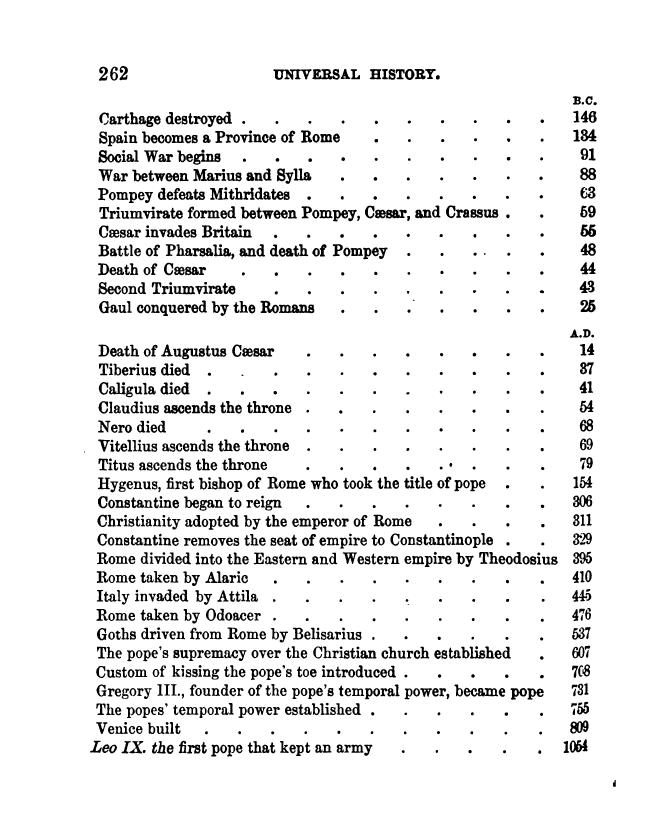 262 UNIVERSAL HISTORY.
B.C.
Carthage destroyed . . . . . . . . . . 146
Spain becomes a Province of Rome . . . . . . 134
Social War begins . . . . . . . . . . 91
War between Marius and Sylla . . . . . . . 88
Pompey defeats Mithridates . . . . . . . . 63
Triumvirate formed between Pompey, Cæsar, and Crassus . . 59
Cæsar invades Britain . . . . . . . . . 55
Battle of Pharsalia, and death of Pompey . . . . . 48
Death of Cæsar . . . . . . . . . . 44
Second Triumvirate . . . . . . . . . 43
Gaul conquered by the Romans . . . . . . . 25
A.D.
Death of Augustus Cæsar . . . . . . . . 14
Tiberius died . . . . . . . . . . . 37
Caligula died . . . . . . . . . . . 41
Claudius ascends the throne . . . . . . . . 54
Nero died . . . . . . . . . . . 68
Vitellius ascends the throne . . . . . . . . 69
Titus ascends the throne . . . . . . . . 79
Hygenus, first bishop of Rome who took the title of pope . . 154
Constantine began to reign . . . . . . . . 306
Christianity adopted by the emperor of Rome . . . . 311
Constantine removes the seat of empire to Constantinople . . 329
Rome divided into the Eastern and Western empire by Theodosius 395
Rome taken by Alaric . . . . . . . . . 410
Italy invaded by Attila . . . . . . . . . 445
Rome taken by Odoacer . . . . . . . . . 476
Goths driven from Rome by Belisarius . . . . . . 537
The pope's supremacy over the Christian church established . 607
Custom of kissing the pope's toe introduced . . . . . 708
Gregory III., founder of the pope's temporal power, became pope 731
The popes' temporal power established . . . . . . 755
Venice built . . . . . . . . . . . 809
Leo IX. the first pope that kept an army . . . . . 1054